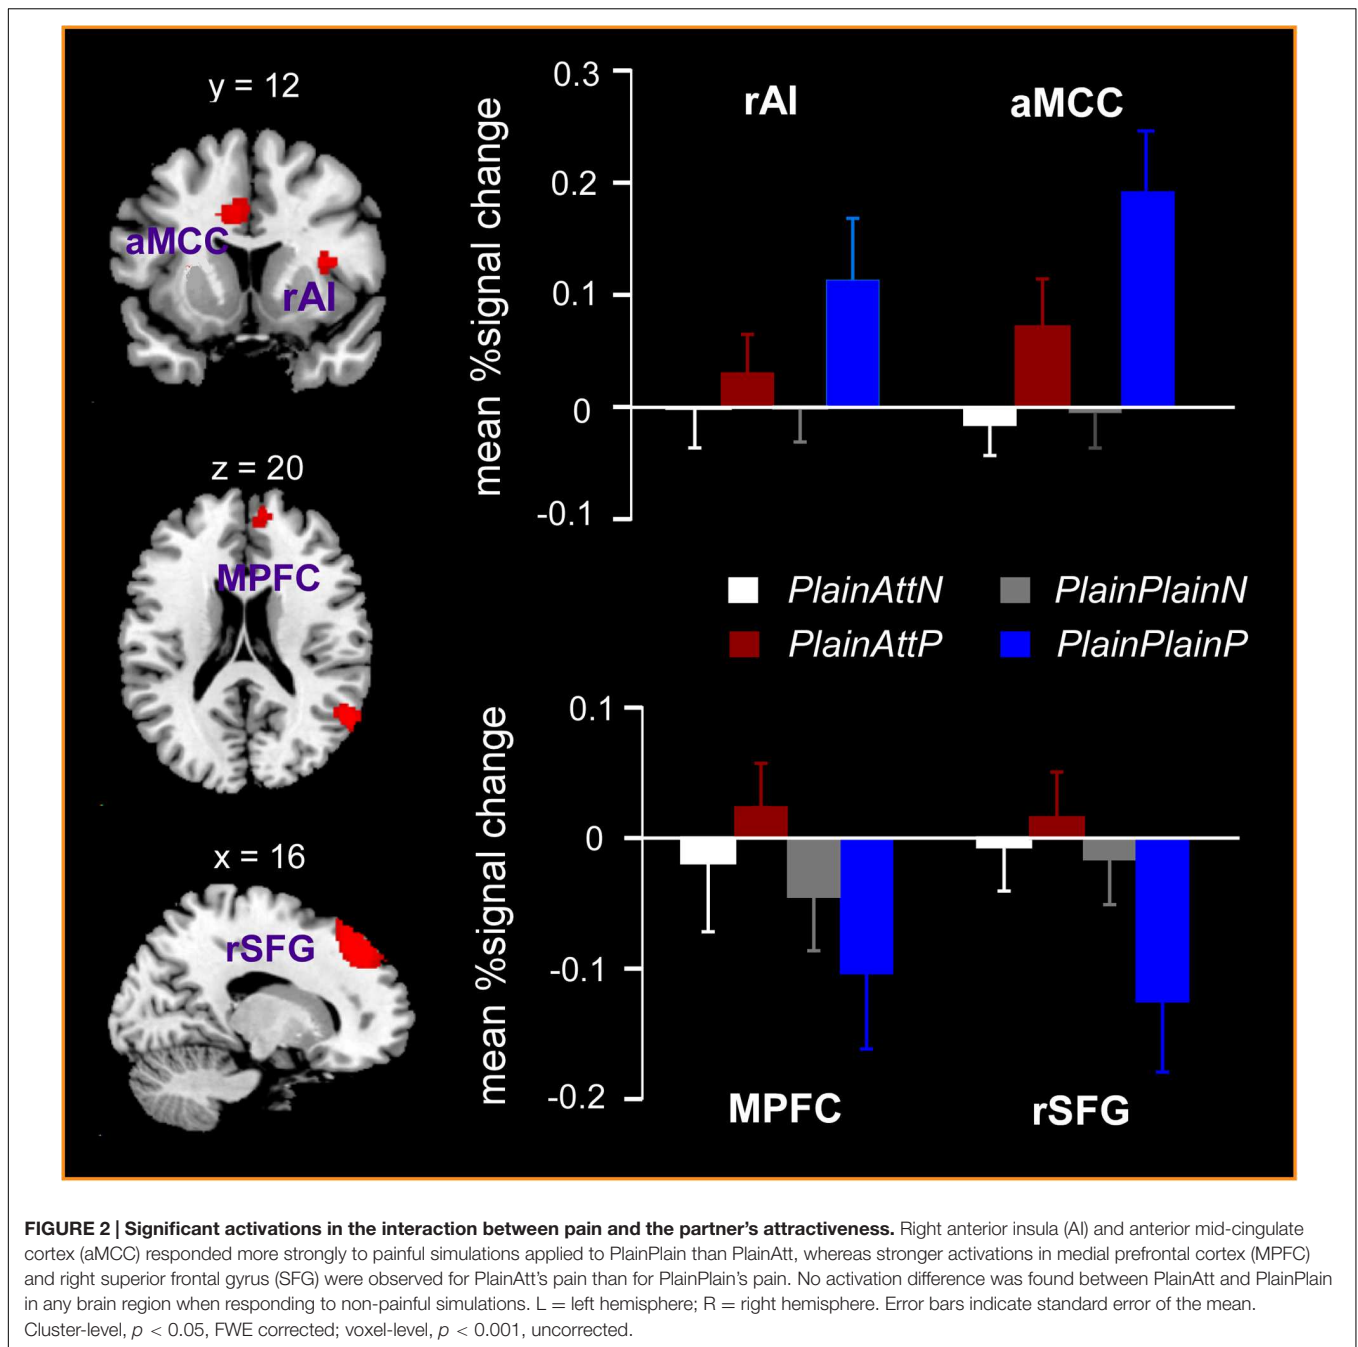 y = 12
aMCC
rAI
z = 20
MPFC
x = 16
rSFG
mean %signal change
0.3
0.2
0.1
0
-0.1
rAI
aMCC
PlainAttN
PlainPlainN
PlainAttP
PlainPlainP
mean %signal change
0.1
0
-0.1
-0.2
MPFC
rSFG
FIGURE 2 | Significant activations in the interaction between pain and the partner's attractiveness. Right anterior insula (AI) and anterior mid-cingulate
cortex (aMCC) responded more strongly to painful simulations applied to PlainPlain than PlainAtt, whereas stronger activations in medial prefrontal cortex (MPFC)
and right superior frontal gyrus (SFG) were observed for PlainAtt's pain than for PlainPlain's pain. No activation difference was found between PlainAtt and PlainPlain
in any brain region when responding to non-painful simulations. L = left hemisphere; R = right hemisphere. Error bars indicate standard error of the mean.
Cluster-level, p < 0.05, FWE corrected; voxel-level, p < 0.001, uncorrected.